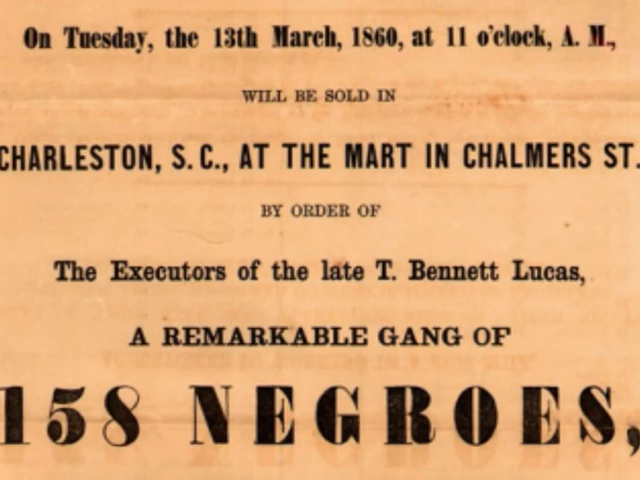 On Tuesday, the 13th March, 1860, at 11 o'clock, A. M.,
WILL BE SOLD IN
CHARLESTON, S. C., AT THE MART IN CHALMERS ST.
BY ORDER OF
The Executors of the late T. Bennett Lucas,
A REMARKABLE GANG OF
158 NEGROES,